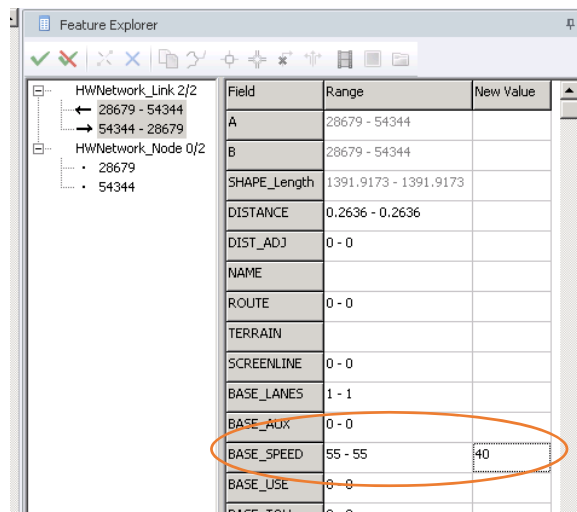 Feature Explorer
HWNetwork_Link 2/2
28679 - 54344
54344 - 28679
HWNetwork_Node 0/2
28679
54344
Field Range New Value
A 28679 - 54344
B 28679 - 54344
SHAPE_Length 1391.9173 - 1391.9173
DISTANCE 0.2636 - 0.2636
DIST_ADJ 0 - 0
NAME
ROUTE 0 - 0
TERRAIN
SCREENLINE 0 - 0
BASE_LANES 1 - 1
BASE_AUX 0 - 0
BASE_SPEED 55 - 55 40
BASE_USE 0 - 0